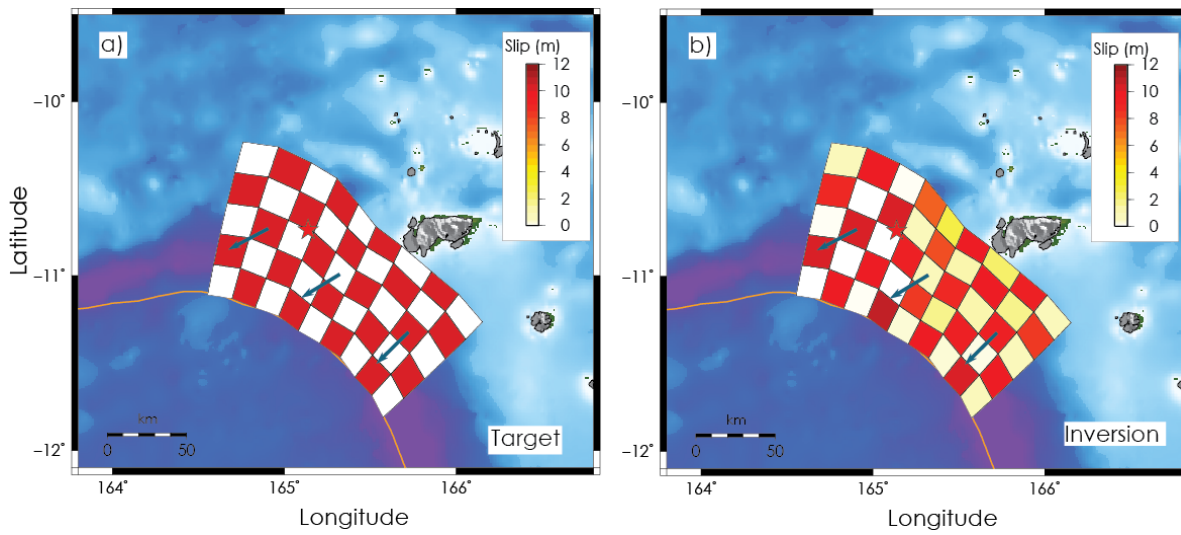 a)
Slip (m)
12
10
8
6
4
2
0
−10˚
−11˚
−12˚
Latitude
km
0 50
Target
164˚ 165˚ 166˚
Longitude
b)
Slip (m)
12
10
8
6
4
2
0
−10˚
−11˚
−12˚
km
0 50
Inversion
164˚ 165˚ 166˚
Longitude